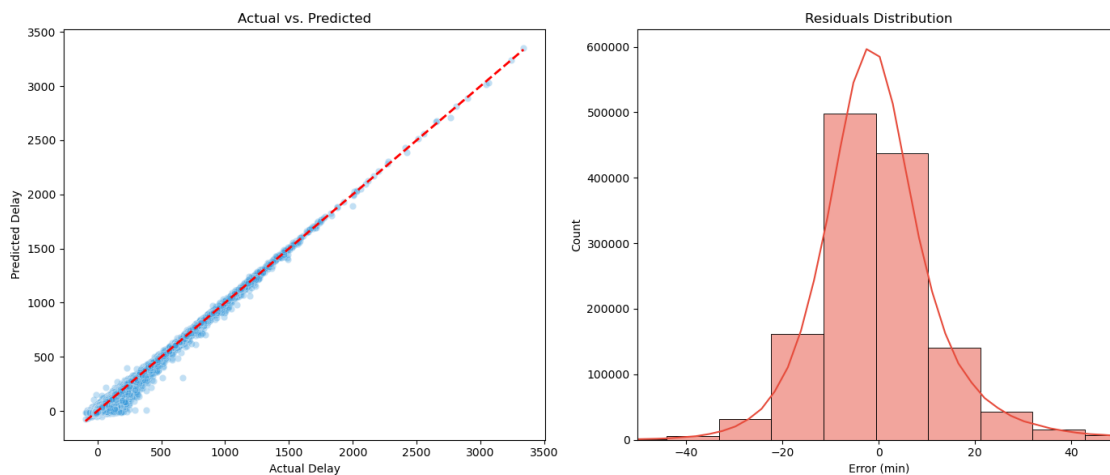 Actual vs. Predicted
3500
3000
2500
2000
1500
1000
500
0
Predicted Delay
0 500 1000 1500 2000 2500 3000 3500
Actual Delay
Residuals Distribution
600000
500000
400000
300000
200000
100000
0
Count
−40 −20 0 20 40
Error (min)